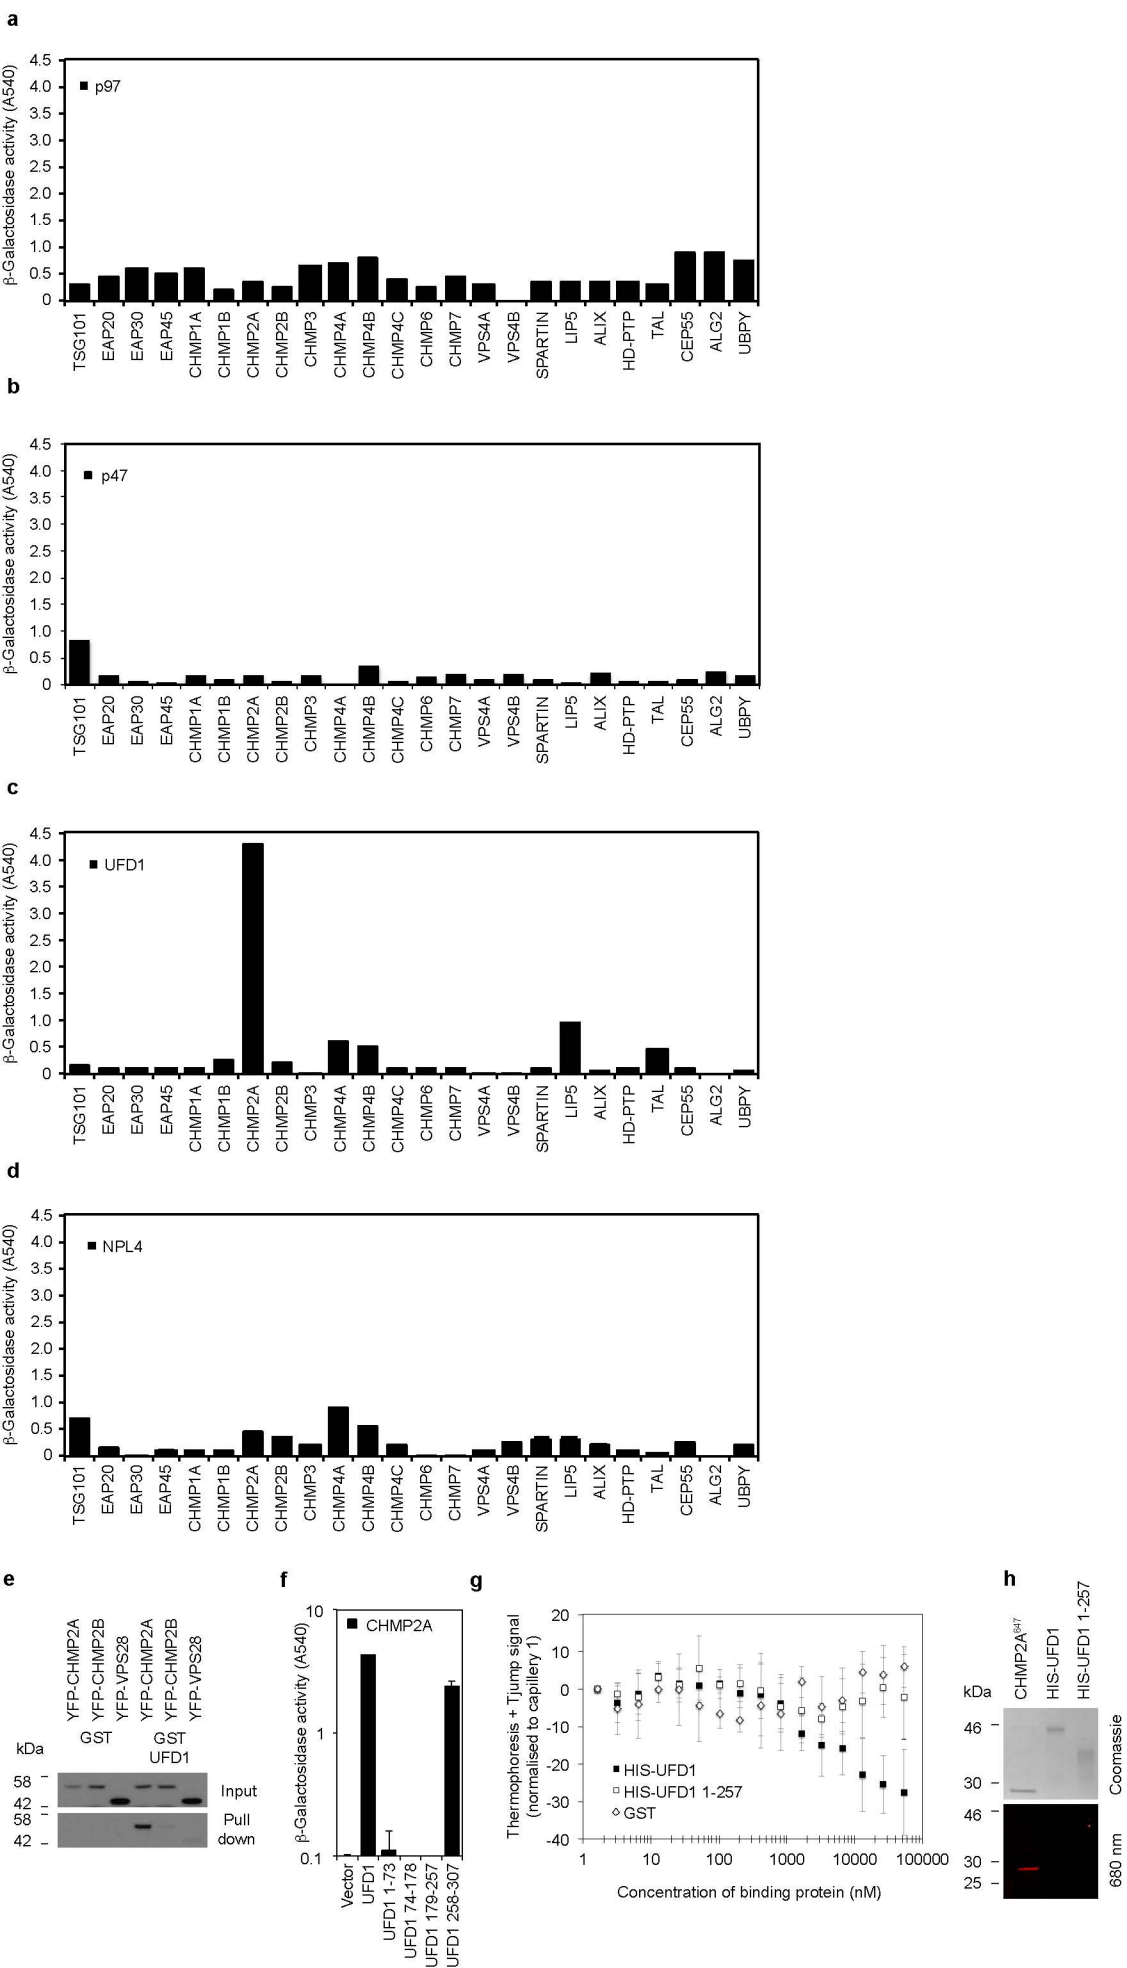 a
β-Galactosidase activity (A540)
4.5
4.0
3.5
3.0
2.5
2.0
1.5
1.0
0.5
0
p97
TSG101 EAP20 EAP30 EAP45 CHMP1A CHMP1B CHMP2A CHMP2B CHMP3 CHMP4A CHMP4B CHMP4C CHMP6 CHMP7 VPS4A VPS4B SPARTIN LIP5 ALIX HD-PTP TAL CEP55 ALG2 UBPY
b
β-Galactosidase activity (A540)
4.5
4.0
3.5
3.0
2.5
2.0
1.5
1.0
0.5
0
p47
TSG101 EAP20 EAP30 EAP45 CHMP1A CHMP1B CHMP2A CHMP2B CHMP3 CHMP4A CHMP4B CHMP4C CHMP6 CHMP7 VPS4A VPS4B SPARTIN LIP5 ALIX HD-PTP TAL CEP55 ALG2 UBPY
c
β-Galactosidase activity (A540)
4.5
4.0
3.5
3.0
2.5
2.0
1.5
1.0
0.5
0
UFD1
TSG101 EAP20 EAP30 EAP45 CHMP1A CHMP1B CHMP2A CHMP2B CHMP3 CHMP4A CHMP4B CHMP4C CHMP6 CHMP7 VPS4A VPS4B SPARTIN LIP5 ALIX HD-PTP TAL CEP55 ALG2 UBPY
d
β-Galactosidase activity (A540)
4.5
4.0
3.5
3.0
2.5
2.0
1.5
1.0
0.5
0
NPL4
TSG101 EAP20 EAP30 EAP45 CHMP1A CHMP1B CHMP2A CHMP2B CHMP3 CHMP4A CHMP4B CHMP4C CHMP6 CHMP7 VPS4A VPS4B SPARTIN LIP5 ALIX HD-PTP TAL CEP55 ALG2 UBPY
e
YFP-CHMP2A YFP-CHMP2B YFP-VPS28 YFP-CHMP2A YFP-CHMP2B YFP-VPS28
GST GST
UFD1
kDa
58
42
Input
58
42
Pull
down
f
β-Galactosidase activity (A540)
10
1
0.1
CHMP2A
Vector UFD1 UFD1 1-73 UFD1 74-178 UFD1 179-257 UFD1 258-307
g
Thermophoresis + Tjump signal
(normalised to capillery 1)
20
10
0
-10
-20
-30
-40
HIS-UFD1
HIS-UFD1 1-257
GST
1 10 100 1000 10000 100000
Concentration of binding protein (nM)
h
CHMP2A647 HIS-UFD1 HIS-UFD1 1-257
kDa
46
30
Coomassie
46
30
25
680 nm